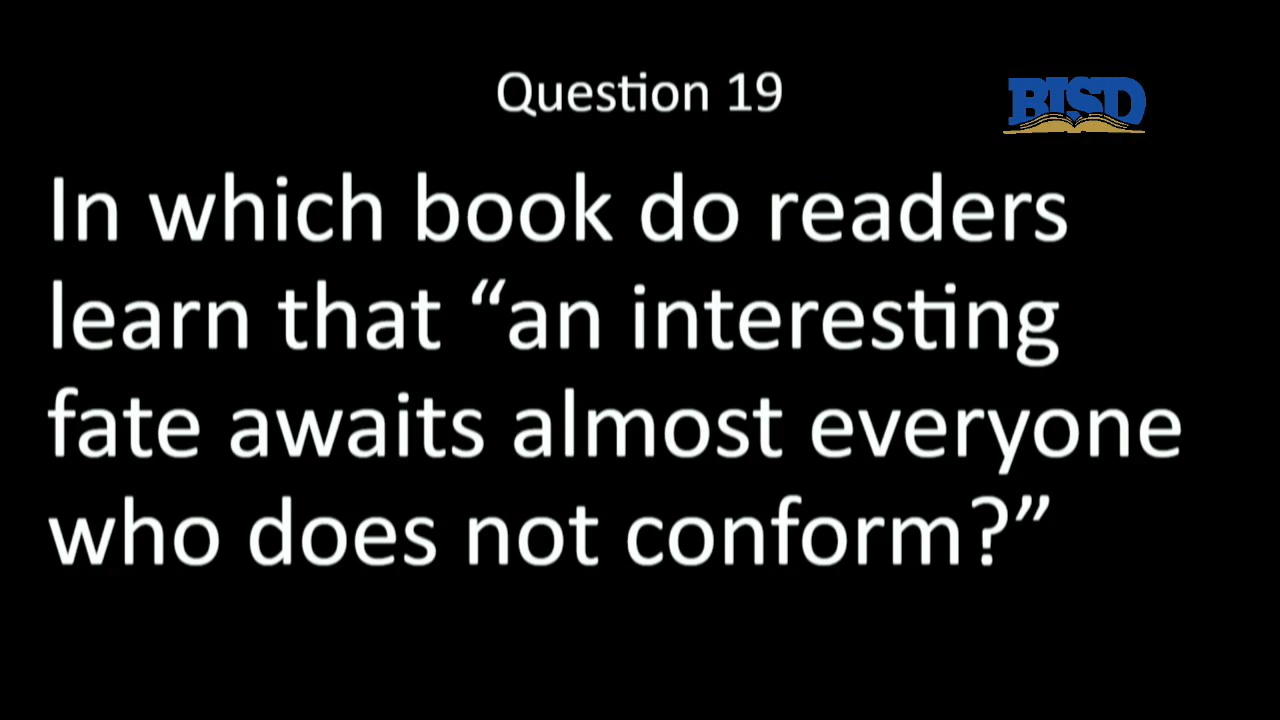 Question 19
BISD
In which book do readers
learn that “an interesting
fate awaits almost everyone
who does not conform?”